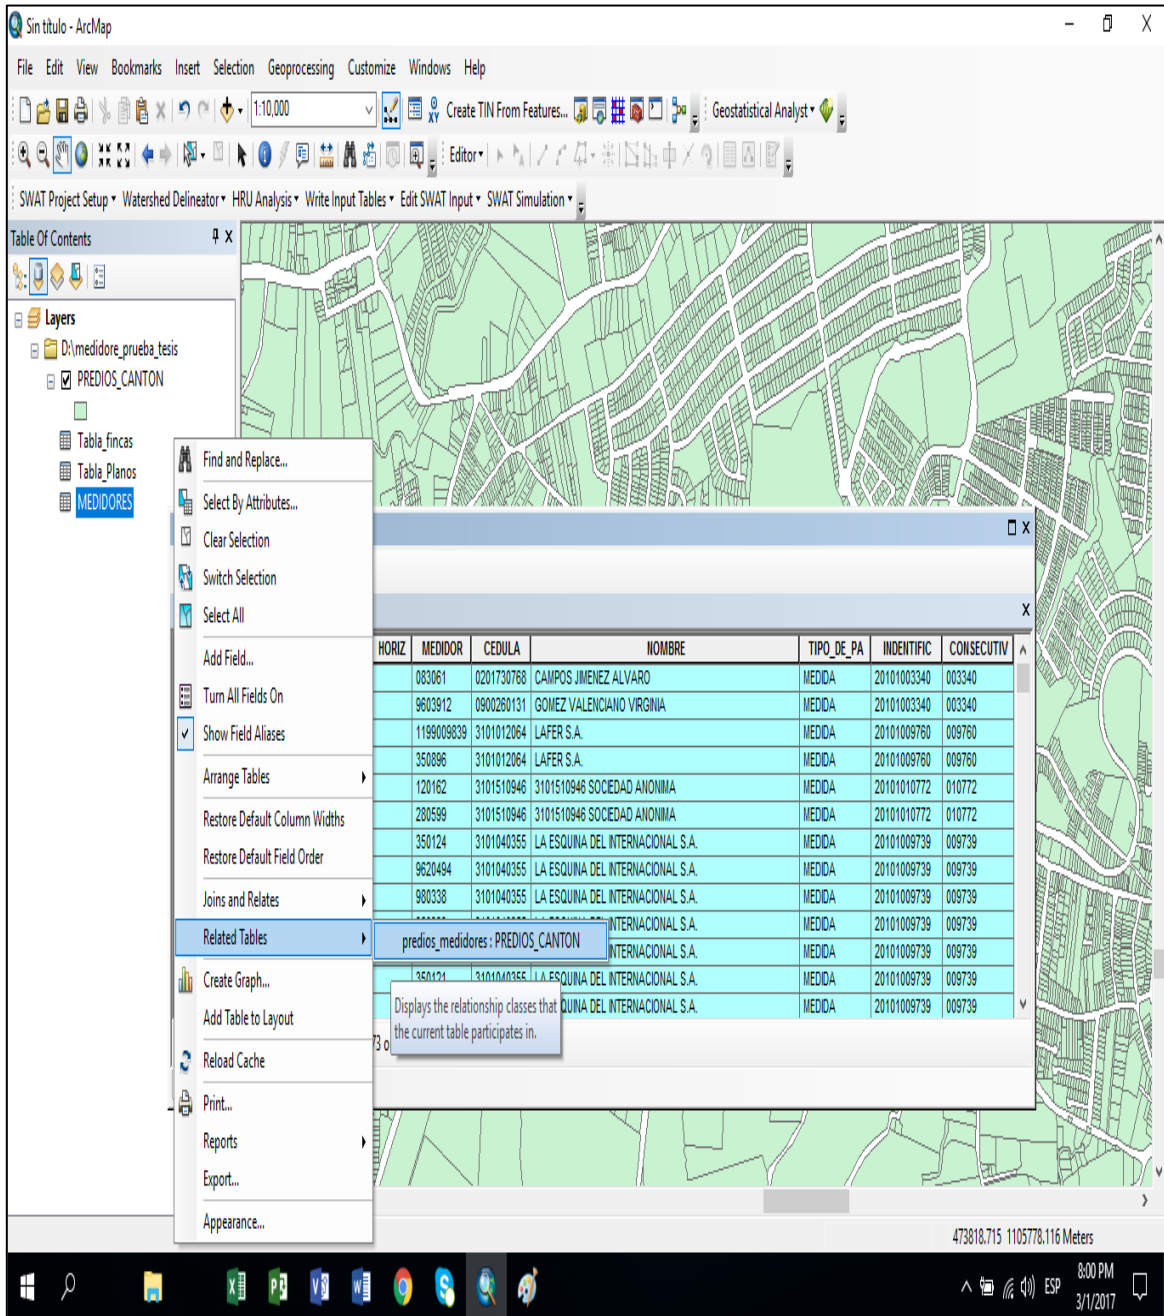 Sin título - ArcMap
File Edit View Bookmarks Insert Selection Geoprocessing Customize Windows Help
1:10,000 Create TIN From Features... Geostatistical Analyst
Editor
SWAT Project Setup Watershed Delineator HRU Analysis Write Input Tables Edit SWAT Input SWAT Simulation
Table Of Contents
Layers
D:\medidore_prueba_tesis
PREDIOS_CANTON
Tabla_fincas
Tabla_Planos
MEDIDORES
Find and Replace...
Select By Attributes...
Clear Selection
Switch Selection
Select All
Add Field...
Turn All Fields On
Show Field Aliases
Arrange Tables
Restore Default Column Widths
Restore Default Field Order
Joins and Relates
Related Tables
Create Graph...
Add Table to Layout
Reload Cache
Print...
Reports
Export...
Appearance...
predios_medidores : PREDIOS_CANTON
Displays the relationship classes that
the current table participates in.
HORIZ MEDIDOR CEDULA NOMBRE TIPO_DE_PA INDENTIFIC CONSECUTIV
083061 0201730768 CAMPOS JIMENEZ ALVARO MEDIDA 20101003340 003340
9603912 0900260131 GOMEZ VALENCIANO VIRGINIA MEDIDA 20101003340 003340
1199009839 3101012064 LAFER S.A. MEDIDA 20101009760 009760
350896 3101012064 LAFER S.A. MEDIDA 20101009760 009760
120162 3101510946 3101510946 SOCIEDAD ANONIMA MEDIDA 20101010772 010772
280599 3101510946 3101510946 SOCIEDAD ANONIMA MEDIDA 20101010772 010772
350124 3101040355 LA ESQUINA DEL INTERNACIONAL S.A. MEDIDA 20101009739 009739
9620494 3101040355 LA ESQUINA DEL INTERNACIONAL S.A. MEDIDA 20101009739 009739
980338 3101040355 LA ESQUINA DEL INTERNACIONAL S.A. MEDIDA 20101009739 009739
INTERNACIONAL S.A. MEDIDA 20101009739 009739
INTERNACIONAL S.A. MEDIDA 20101009739 009739
350121 3101040355 LA ESQUINA DEL INTERNACIONAL S.A. MEDIDA 20101009739 009739
QUINA DEL INTERNACIONAL S.A. MEDIDA 20101009739 009739
73 o
473818.715 1105778.116 Meters
ESP
8:00 PM
3/1/2017